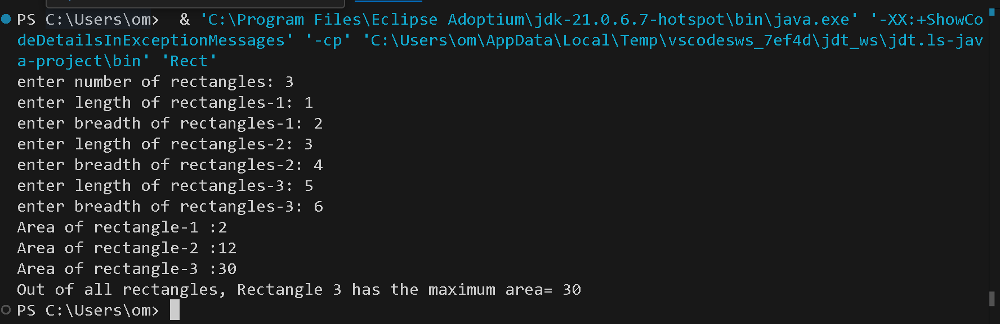 PS C:\Users\om>  & 'C:\Program Files\Eclipse Adoptium\jdk-21.0.6.7-hotspot\bin\java.exe' '-XX:+ShowCo
deDetailsInExceptionMessages' '-cp' 'C:\Users\om\AppData\Local\Temp\vscodesws_7ef4d\jdt_ws\jdt.ls-jav
a-project\bin' 'Rect'
enter number of rectangles: 3
enter length of rectangles-1: 1
enter breadth of rectangles-1: 2
enter length of rectangles-2: 3
enter breadth of rectangles-2: 4
enter length of rectangles-3: 5
enter breadth of rectangles-3: 6
Area of rectangle-1 :2
Area of rectangle-2 :12
Area of rectangle-3 :30
Out of all rectangles, Rectangle 3 has the maximum area= 30
PS C:\Users\om>